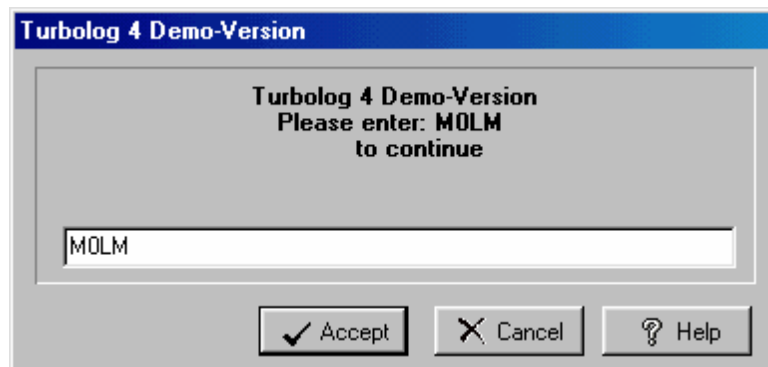 Turbolog 4 Demo-Version
Turbolog 4 Demo-Version
Please enter: M0LM
to continue
M0LM
Accept Cancel Help